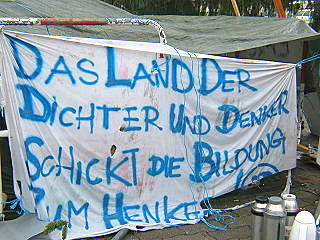 DAS LAND DER
DICHTER UND DENKER
SCHICKT DIE BILDUNG
ZUM HENKER